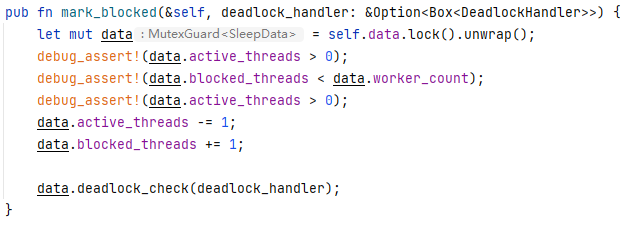 pub fn mark_blocked(&self, deadlock_handler: &Option<Box<DeadlockHandler>>) {
    let mut data : MutexGuard<SleepData> = self.data.lock().unwrap();
    debug_assert!(data.active_threads > 0);
    debug_assert!(data.blocked_threads < data.worker_count);
    debug_assert!(data.active_threads > 0);
    data.active_threads -= 1;
    data.blocked_threads += 1;

    data.deadlock_check(deadlock_handler);
}